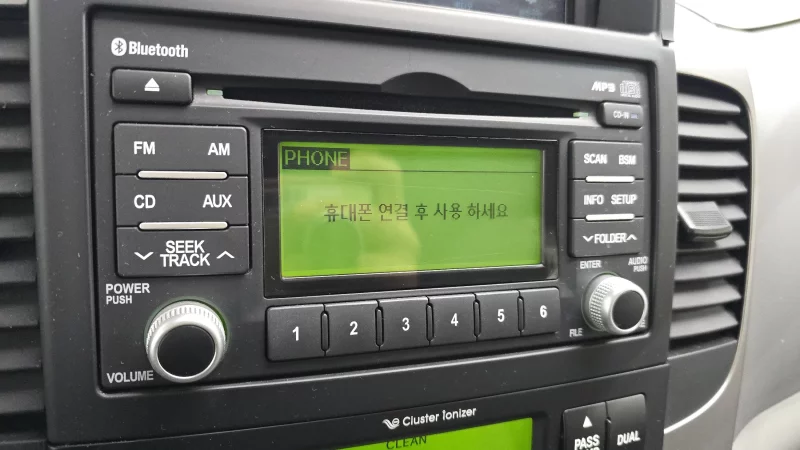 Bluetooth
MP3
CD-IN
FM AM
CD AUX
SEEK
TRACK
PHONE
휴대폰 연결 후 사용 하세요
SCAN BSM
INFO SETUP
FOLDER
POWER
PUSH
VOLUME
1 2 3 4 5 6
ENTER
AUDIO
PUSH
FILE
Cluster Ionizer
CLEAN
PASS
DUAL